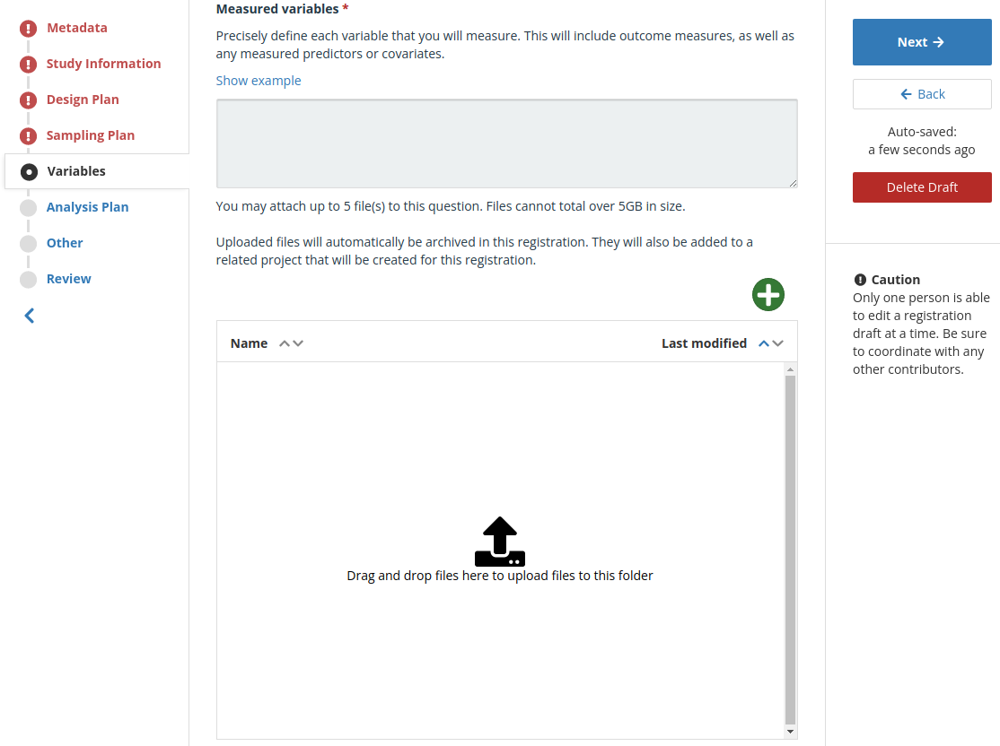 Metadata
Study Information
Design Plan
Sampling Plan
Variables
Analysis Plan
Other
Review
Measured variables *
Precisely define each variable that you will measure. This will include outcome measures, as well as
any measured predictors or covariates.
Show example
You may attach up to 5 file(s) to this question. Files cannot total over 5GB in size.
Uploaded files will automatically be archived in this registration. They will also be added to a
related project that will be created for this registration.
Name
Last modified
Drag and drop files here to upload files to this folder
Next
Back
Auto-saved:
a few seconds ago
Delete Draft
Caution
Only one person is able
to edit a registration
draft at a time. Be sure
to coordinate with any
other contributors.